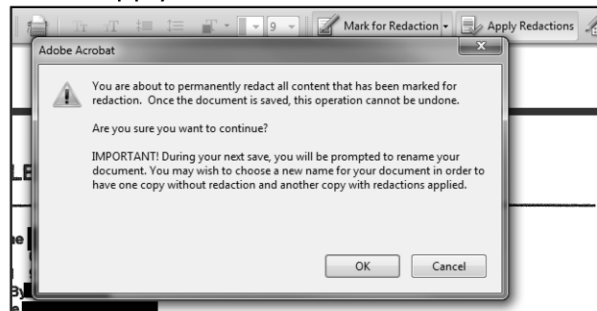 9
Mark for Redaction
Apply Redactions
Adobe Acrobat
You are about to permanently redact all content that has been marked for
redaction. Once the document is saved, this operation cannot be undone.
Are you sure you want to continue?
IMPORTANT! During your next save, you will be prompted to rename your
document. You may wish to choose a new name for your document in order to
have one copy without redaction and another copy with redactions applied.
LE
OK Cancel
By